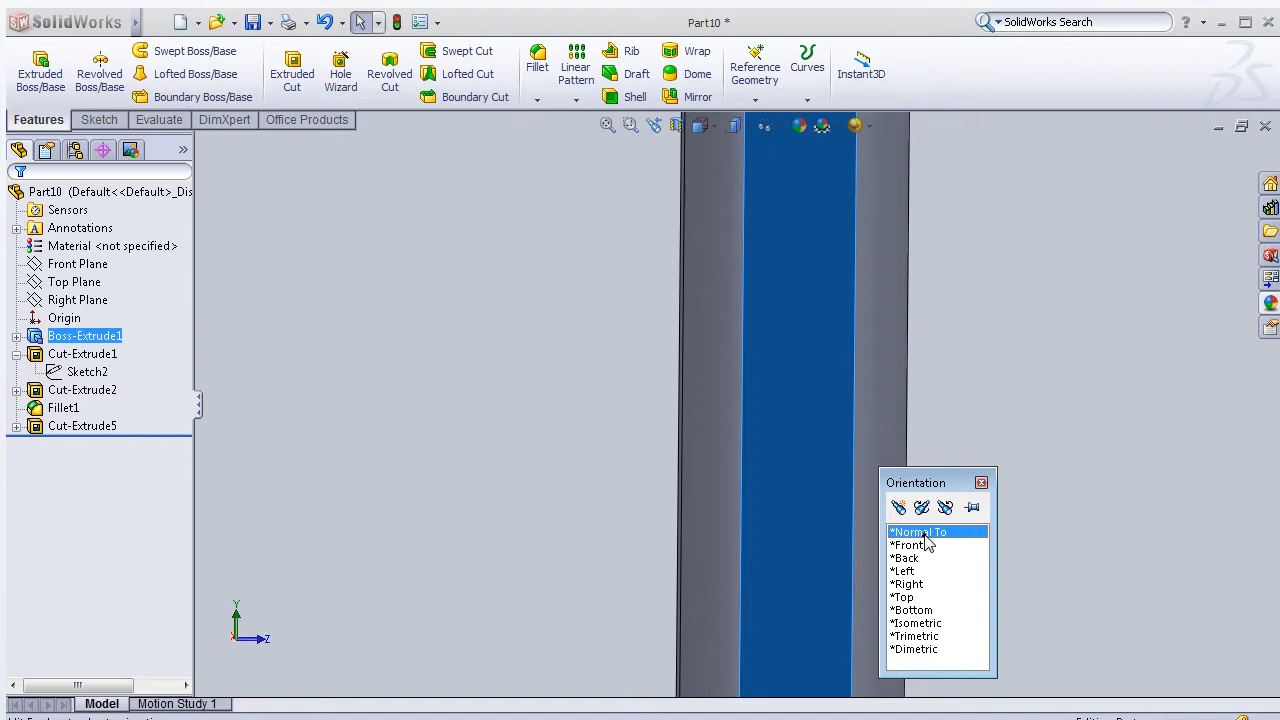 SolidWorks
Part10 *
SolidWorks Search
Extruded Boss/Base
Revolved Boss/Base
Swept Boss/Base
Lofted Boss/Base
Boundary Boss/Base
Extruded Cut
Hole Wizard
Revolved Cut
Swept Cut
Lofted Cut
Boundary Cut
Fillet
Linear Pattern
Rib
Draft
Shell
Wrap
Dome
Mirror
Reference Geometry
Curves
Instant3D
Features
Sketch
Evaluate
DimXpert
Office Products
Part10 (Default<<Default>_Dis
Sensors
Annotations
Material <not specified>
Front Plane
Top Plane
Right Plane
Origin
Boss-Extrude1
Cut-Extrude1
Sketch2
Cut-Extrude2
Fillet1
Cut-Extrude5
Y
Z
Orientation
*Normal To
*Front
*Back
*Left
*Right
*Top
*Bottom
*Isometric
*Trimetric
*Dimetric
Model
Motion Study 1